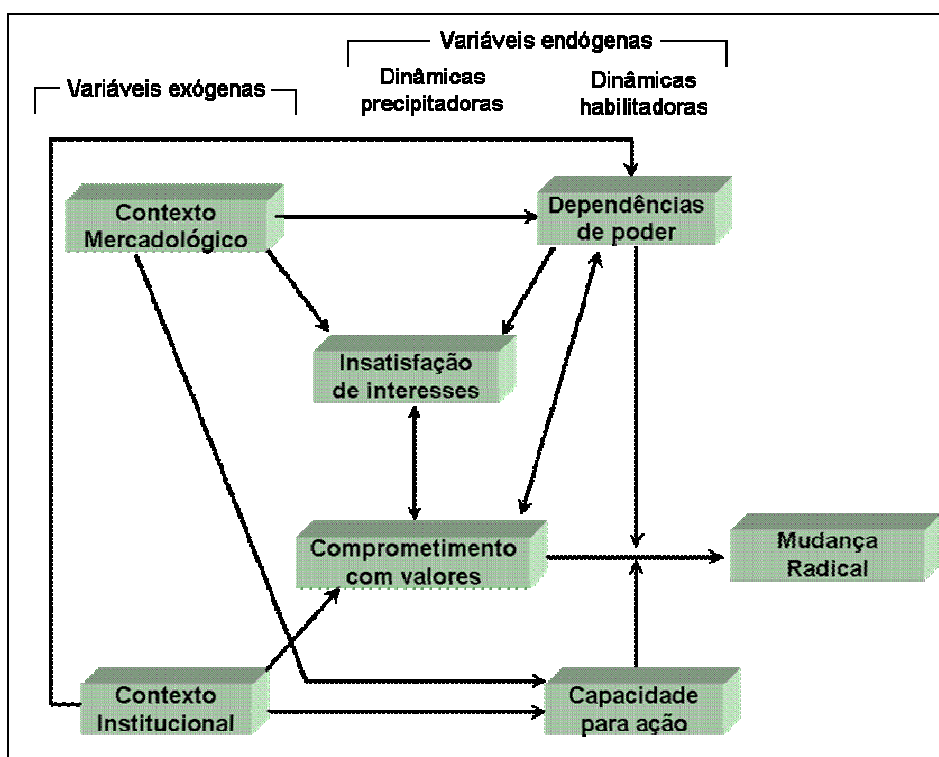 Variáveis endógenas
Dinâmicas
precipitadoras
Dinâmicas
habilitadoras
Variáveis exógenas
Contexto
Mercadológico
Dependências
de poder
Insatisfação
de interesses
Comprometimento
com valores
Mudança
Radical
Contexto
Institucional
Capacidade
para ação